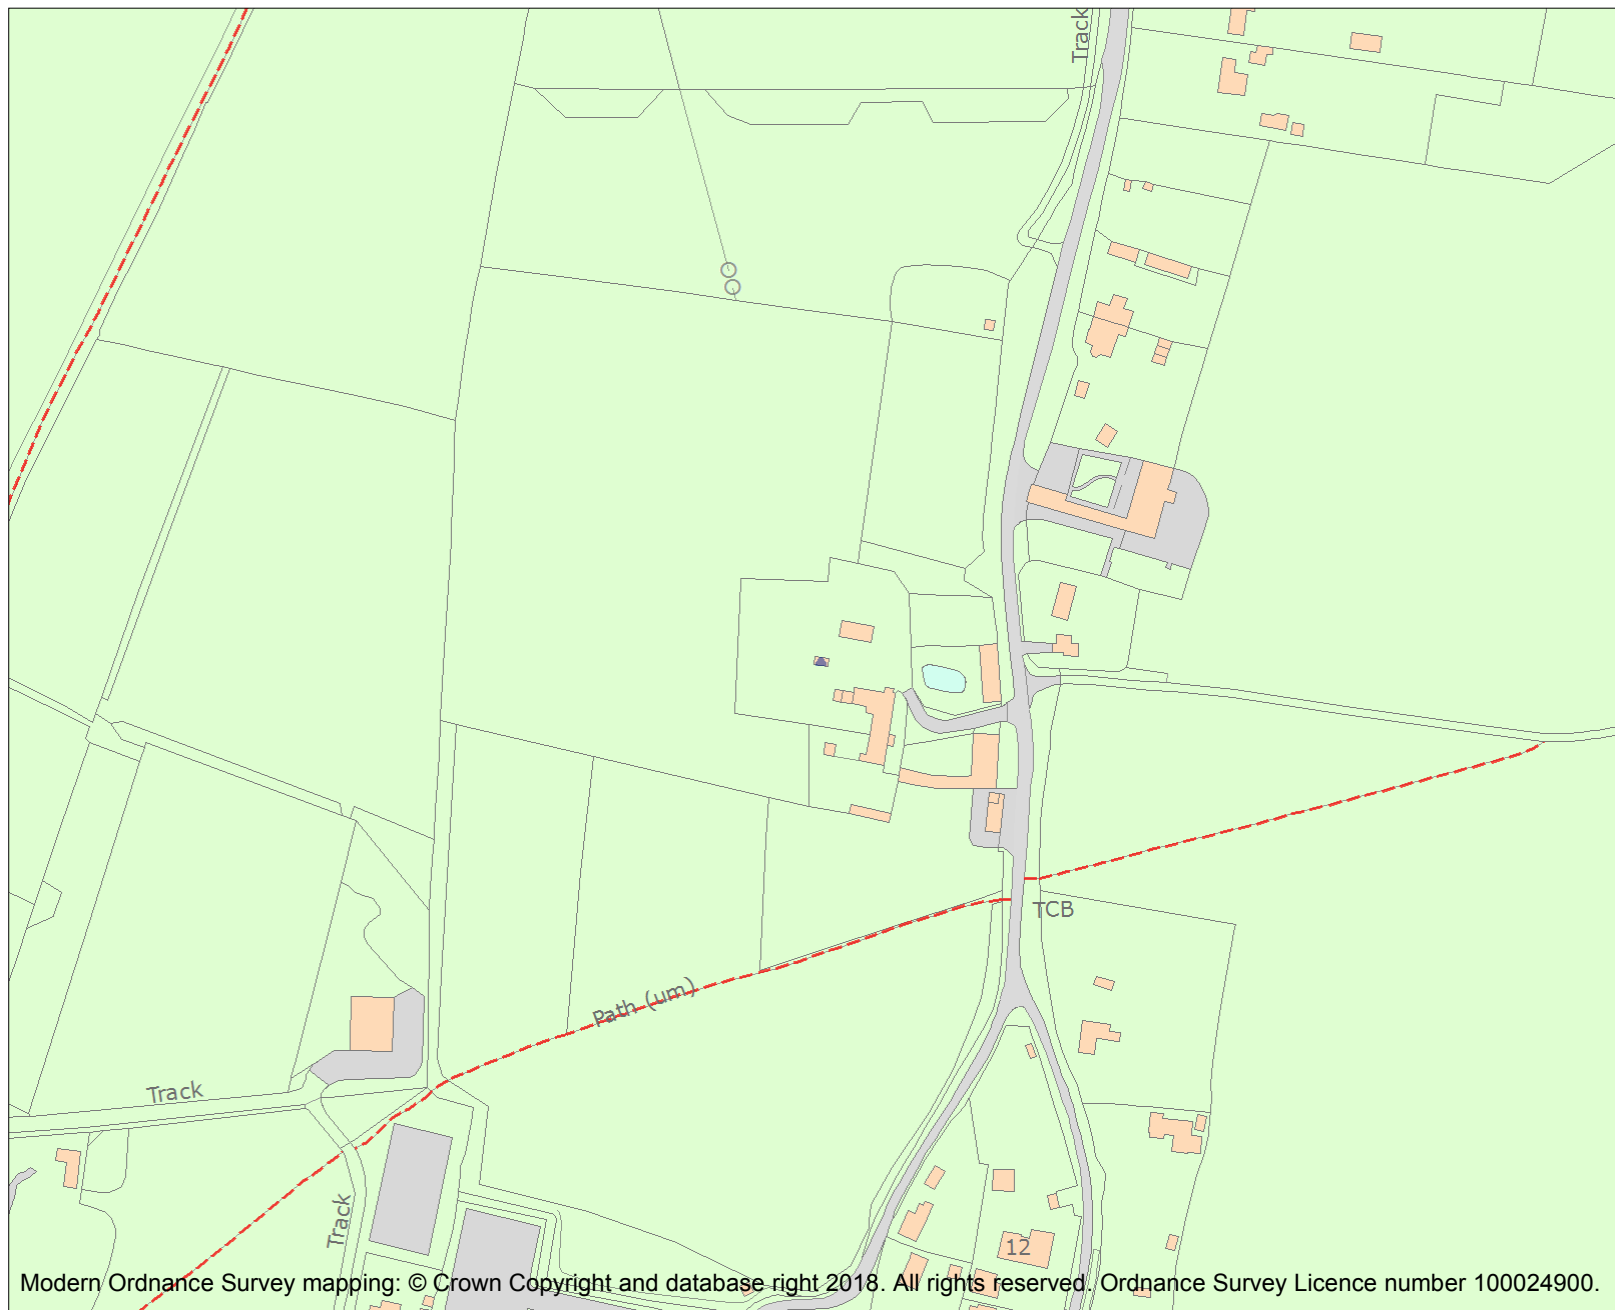 Track
TCB
Path (um)
Track
Track
12
Modern Ordnance Survey mapping: © Crown Copyright and database right 2018. All rights reserved. Ordnance Survey Licence number 100024900.